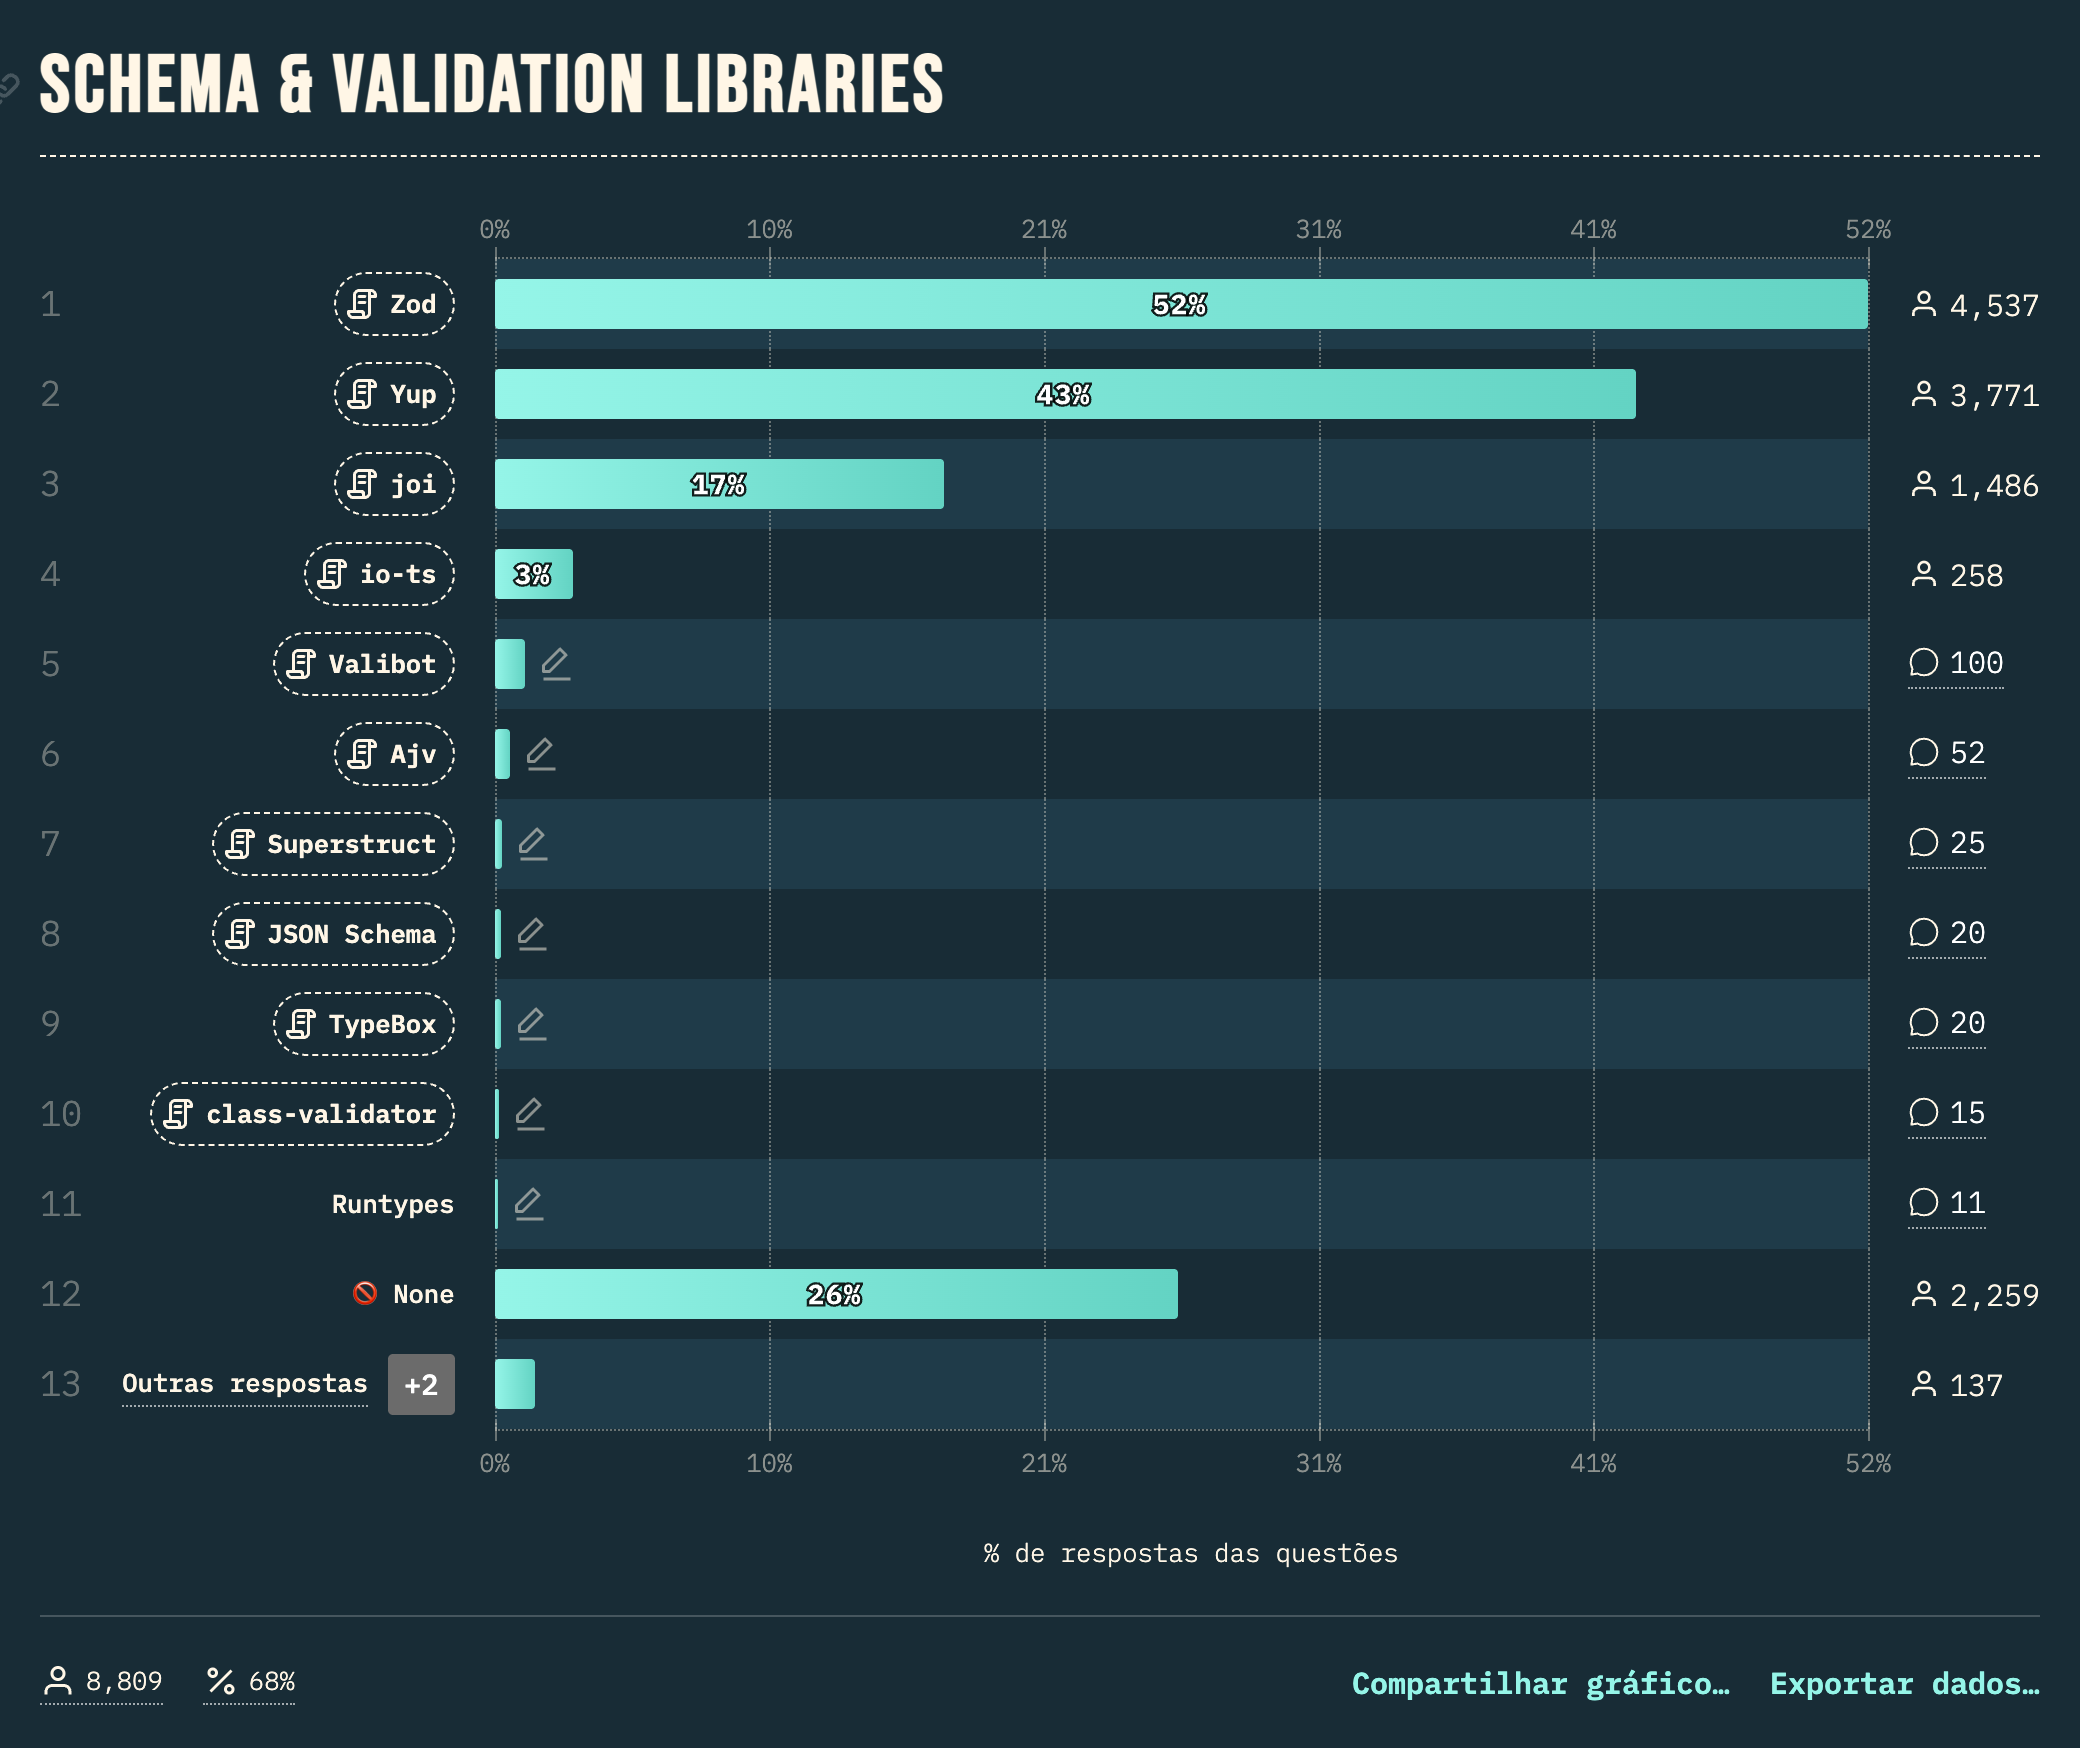 SCHEMA & VALIDATION LIBRARIES
0% 10% 21% 31% 41% 52%
1 Zod 52% 4,537
2 Yup 43% 3,771
3 joi 17% 1,486
4 io-ts 3% 258
5 Valibot 100
6 Ajv 52
7 Superstruct 25
8 JSON Schema 20
9 TypeBox 20
10 class-validator 15
11 Runtypes 11
12 None 26% 2,259
13 Outras respostas +2 137
0% 10% 21% 31% 41% 52%
% de respostas das questões
8,809 68% Compartilhar gráfico… Exportar dados…